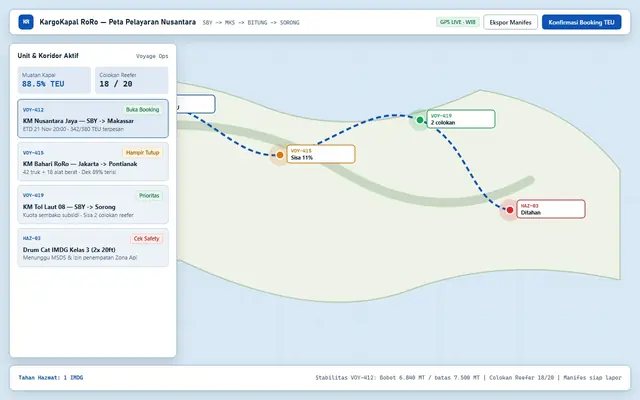 NR
KargoKapal RoRo — Peta Pelayaran Nusantara
SBY -> MKS -> BITUNG -> SORONG
GPS LIVE · WIB
Ekspor Manifes
Konfirmasi Booking TEU
Unit & Koridor Aktif
Voyage Ops
Muatan Kapal
88.5% TEU
Colokan Reefer
18 / 20
VOY-412
Buka Booking
KM Nusantara Jaya — SBY -> Makassar
ETD 21 Nov 20:00 · 342/380 TEU terpesan
VOY-415
Hampir Tutup
KM Bahari RoRo — Jakarta -> Pontianak
42 truk + 18 alat berat · Dek 89% terisi
VOY-419
Prioritas
KM Tol Laut 08 — SBY -> Sorong
Kuota sembako subsidi · Sisa 2 colokan reefer
HAZ-03
Cek Safety
Drum Cat IMDG Kelas 3 (2x 20ft)
Menunggu MSDS & izin penempatan Zona Api
VOY-415
Sisa 11%
VOY-419
2 colokan
HAZ-03
Ditahan
Tahan Hazmat: 1 IMDG
Stabilitas VOY-412: Bobot 6.840 MT / batas 7.500 MT | Colokan Reefer 18/20 | Manifes siap lapor